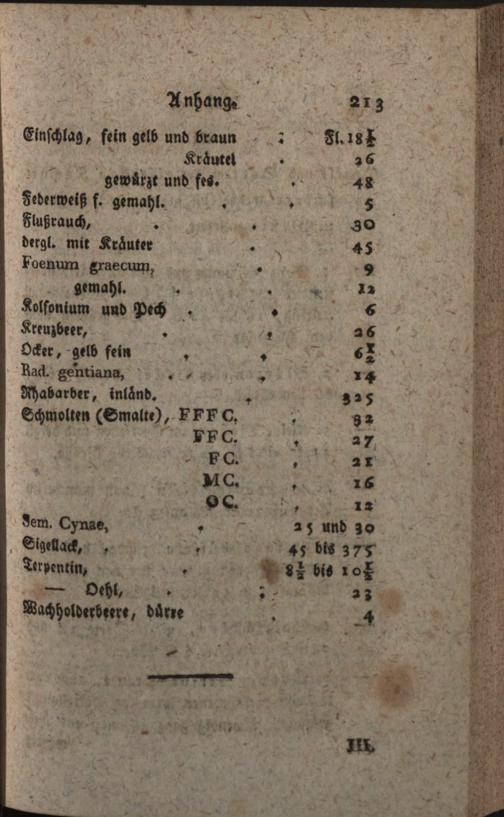 Anhang. 213
Einschlag, fein gelb und braun : Fl. 18½
Kräutel . 26
gewürzt und fes. . 48
Federweiß f. gemahl. . . 5
Flußrauch, . . 30
dergl. mit Kräuter . 45
Foenum graecum, . 9
gemahl. . . 12
Kolfonium und Pech . . 6
Kreuzbeer, . . 26
Ocker, gelb fein , , 6½
Rad. gentiana, , 14
Rhabarber, inländ. , 325
Schmolten (Smalte), FFFC. , 32
FFC. , 27
FC. , 21
MC. , 16
OC. , 12
Sem. Cynae, , 25 und 30
Sigellack, . . 45 bis 375
Terpentin, , 8½ bis 10½
— Oehl, . : 23
Wachholderbeere, dürre . 4
III.